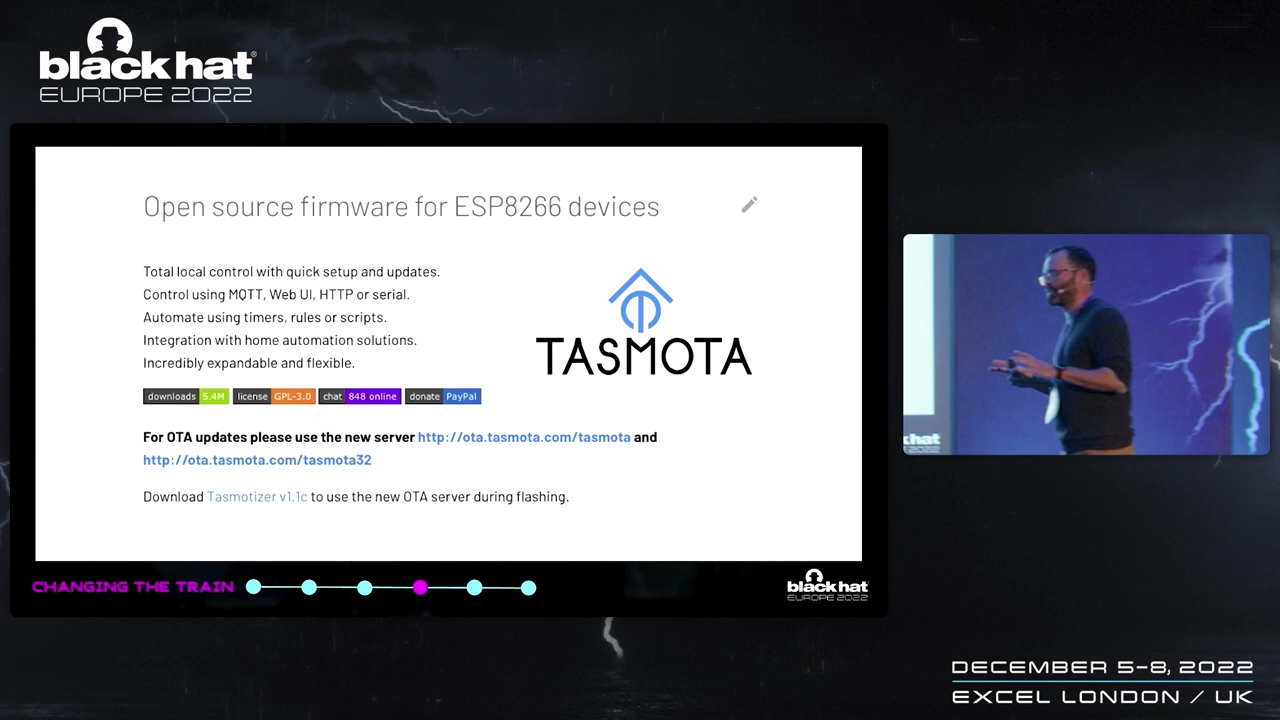 black hat®
EUROPE 2022
Open source firmware for ESP8266 devices
Total local control with quick setup and updates.
Control using MQTT, Web UI, HTTP or serial.
Automate using timers, rules or scripts.
Integration with home automation solutions.
Incredibly expandable and flexible.
TASMOTA
downloads 5.4M license GPL-3.0 chat 848 online donate PayPal
For OTA updates please use the new server http://ota.tasmota.com/tasmota and
http://ota.tasmota.com/tasmota32
Download Tasmotizer v1.1c to use the new OTA server during flashing.
CHANGING THE TRAIN
black hat
EUROPE 2022
DECEMBER 5-8, 2022
EXCEL LONDON / UK